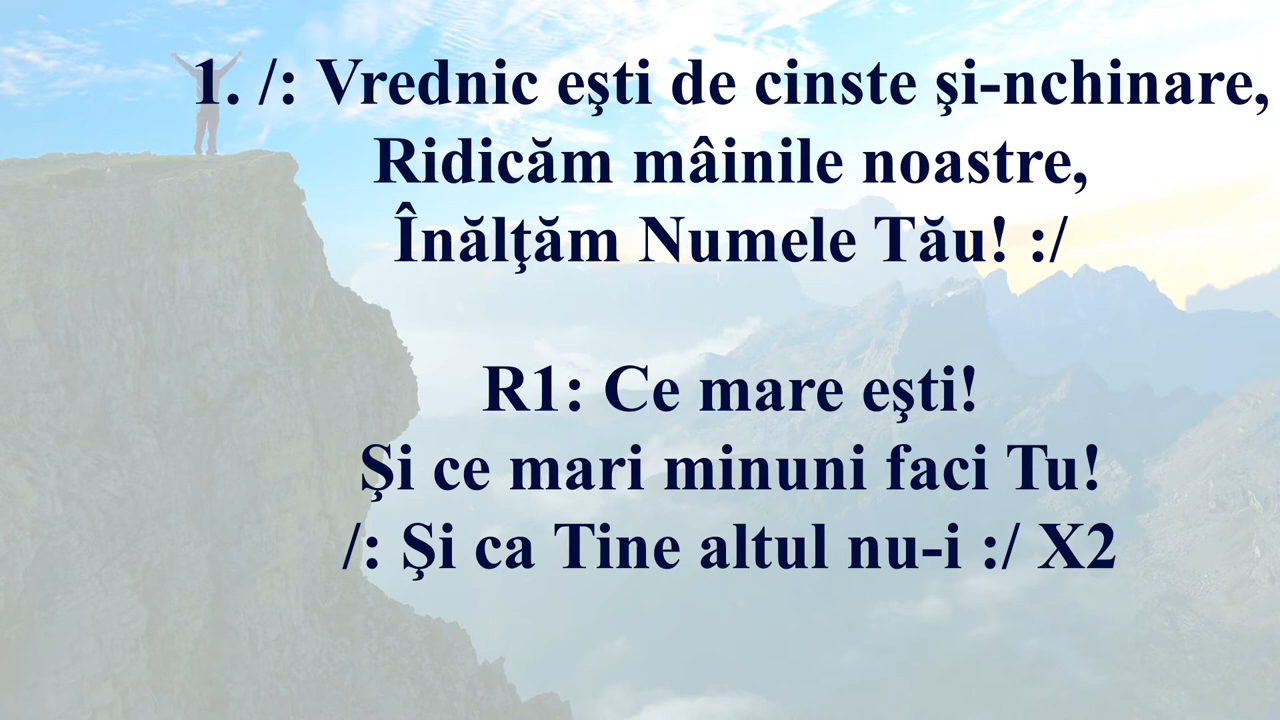 1. /: Vrednic eşti de cinste şi-nchinare,
Ridicăm mâinile noastre,
Înălţăm Numele Tău! :/
R1: Ce mare eşti!
Şi ce mari minuni faci Tu!
/: Şi ca Tine altul nu-i :/ X2